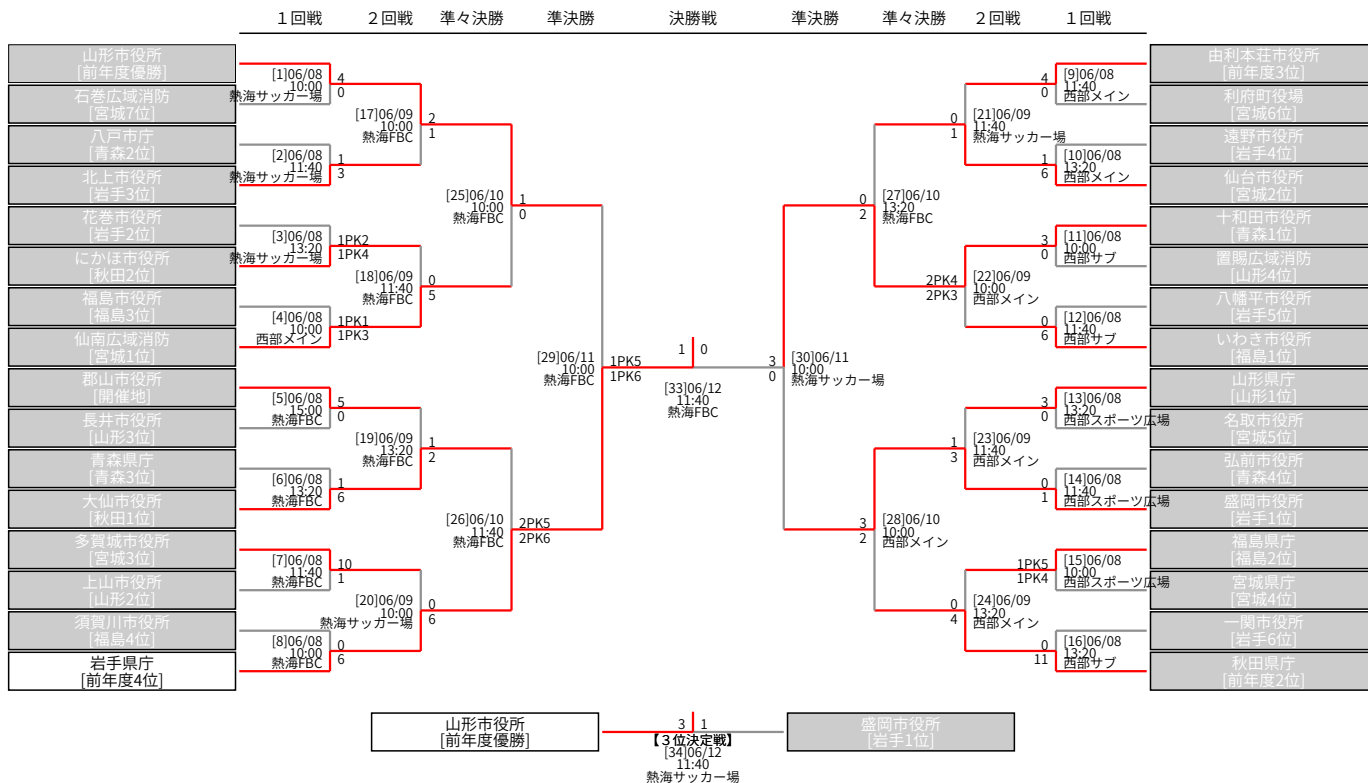 １回戦 ２回戦 準々決勝 準決勝 決勝戦 準決勝 準々決勝 ２回戦 １回戦
山形市役所
[前年度優勝]
石巻広域消防
[宮城7位]
八戸市庁
[青森2位]
北上市役所
[岩手3位]
花巻市役所
[岩手2位]
にかほ市役所
[秋田2位]
福島市役所
[福島3位]
仙南広域消防
[宮城1位]
郡山市役所
[開催地]
長井市役所
[山形3位]
青森県庁
[青森3位]
大仙市役所
[秋田1位]
多賀城市役所
[宮城3位]
上山市役所
[山形2位]
須賀川市役所
[福島4位]
岩手県庁
[前年度4位]
[1]06/08
10:00
熱海サッカー場
4
0
[2]06/08
11:40
熱海サッカー場
1
3
[3]06/08
13:20
熱海サッカー場
1PK2
1PK4
[4]06/08
10:00
西部メイン
1PK1
1PK3
[5]06/08
15:00
熱海FBC
5
0
[6]06/08
13:20
熱海FBC
1
6
[7]06/08
11:40
熱海FBC
10
1
[8]06/08
10:00
熱海FBC
0
6
[17]06/09
10:00
熱海FBC
2
1
[18]06/09
11:40
熱海FBC
0
5
[19]06/09
13:20
熱海FBC
1
2
[20]06/09
10:00
熱海サッカー場
0
6
[25]06/10
10:00
熱海FBC
1
0
[26]06/10
11:40
熱海FBC
2PK5
2PK6
[29]06/11
10:00
熱海FBC
1PK5
1PK6
1 0
[33]06/12
11:40
熱海FBC
3
0
[30]06/11
10:00
熱海サッカー場
0
2
[27]06/10
13:20
熱海FBC
3
2
[28]06/10
10:00
西部メイン
0
1
[21]06/09
11:40
熱海サッカー場
2PK4
2PK3
[22]06/09
10:00
西部メイン
1
3
[23]06/09
11:40
西部メイン
0
4
[24]06/09
13:20
西部メイン
4
0
[9]06/08
11:40
西部メイン
1
6
[10]06/08
13:20
西部メイン
3
0
[11]06/08
10:00
西部サブ
0
6
[12]06/08
11:40
西部サブ
3
0
[13]06/08
13:20
西部スポーツ広場
0
1
[14]06/08
11:40
西部スポーツ広場
1PK5
1PK4
[15]06/08
10:00
西部スポーツ広場
0
11
[16]06/08
13:20
西部サブ
由利本荘市役所
[前年度3位]
利府町役場
[宮城6位]
遠野市役所
[岩手4位]
仙台市役所
[宮城2位]
十和田市役所
[青森1位]
置賜広域消防
[山形4位]
八幡平市役所
[岩手5位]
いわき市役所
[福島1位]
山形県庁
[山形1位]
名取市役所
[宮城5位]
弘前市役所
[青森4位]
盛岡市役所
[岩手1位]
福島県庁
[福島2位]
宮城県庁
[宮城4位]
一関市役所
[岩手6位]
秋田県庁
[前年度2位]
山形市役所
[前年度優勝]
3 1
【３位決定戦】
[34]06/12
11:40
熱海サッカー場
盛岡市役所
[岩手1位]